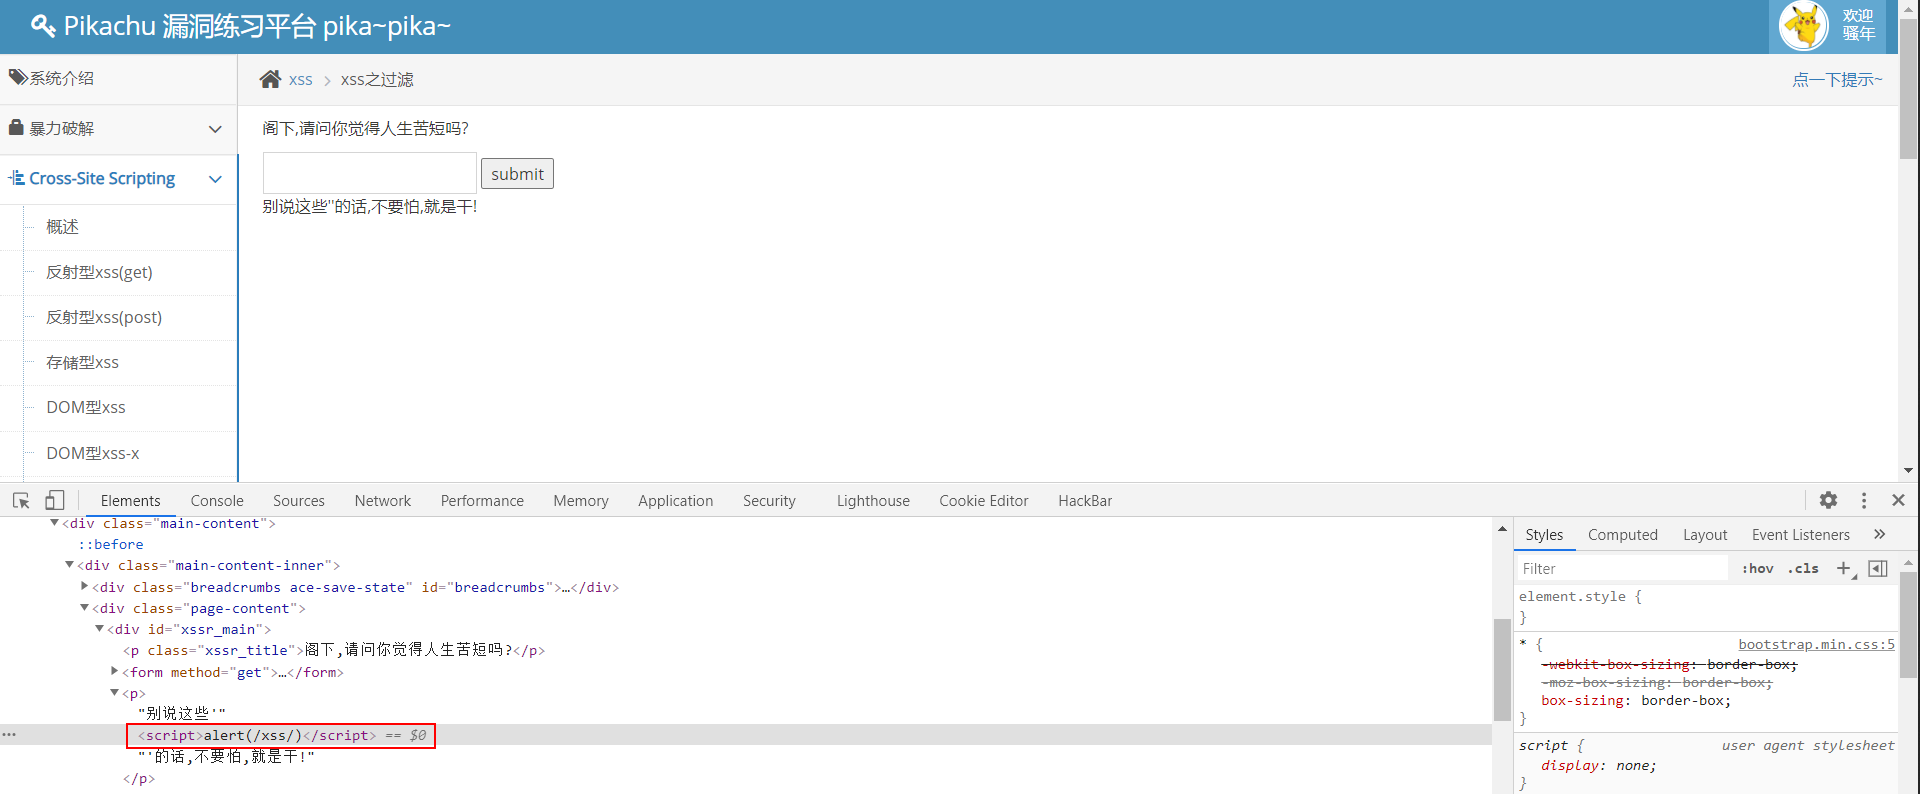 Pikachu 漏洞练习平台 pika~pika~
欢迎
骚年
系统介绍
暴力破解
Cross-Site Scripting
概述
反射型xss(get)
反射型xss(post)
存储型xss
DOM型xss
DOM型xss-x
xss > xss之过滤
点一下提示~
阁下,请问你觉得人生苦短吗?
submit
别说这些''的话,不要怕,就是干!
Elements Console Sources Network Performance Memory Application Security Lighthouse Cookie Editor HackBar
<div class="main-content">
::before
<div class="main-content-inner">
<div class="breadcrumbs ace-save-state" id="breadcrumbs">…</div>
<div class="page-content">
<div id="xssr_main">
<p class="xssr_title">阁下,请问你觉得人生苦短吗?</p>
<form method="get">…</form>
<p>
"别说这些'"
<script>alert(/xss/)</script> == $0
"'的话,不要怕,就是干!"
</p>
Styles Computed Layout Event Listeners »
Filter :hov .cls +
element.style {
}
* { bootstrap.min.css:5
-webkit-box-sizing: border-box;
-moz-box-sizing: border-box;
box-sizing: border-box;
}
script { user agent stylesheet
display: none;
}